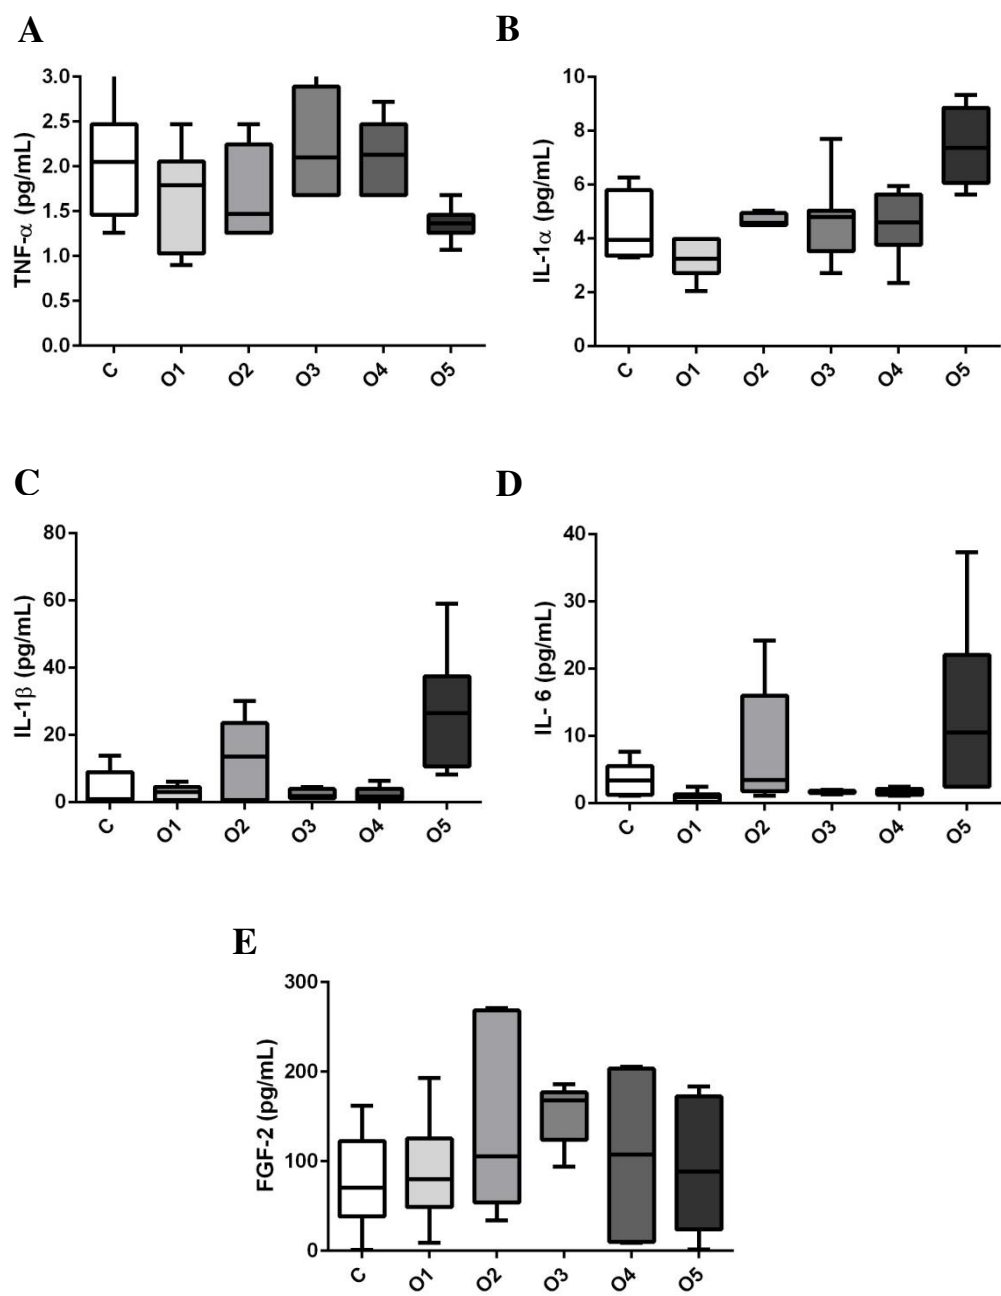 A
TNF-α (pg/mL)
3.0
2.5
2.0
1.5
1.0
0.5
0.0
C O1 O2 O3 O4 O5
B
IL-1α (pg/mL)
10
8
6
4
2
0
C O1 O2 O3 O4 O5
C
IL-1β (pg/mL)
80
60
40
20
0
C O1 O2 O3 O4 O5
D
IL- 6 (pg/mL)
40
30
20
10
0
C O1 O2 O3 O4 O5
E
FGF-2 (pg/mL)
300
200
100
0
C O1 O2 O3 O4 O5